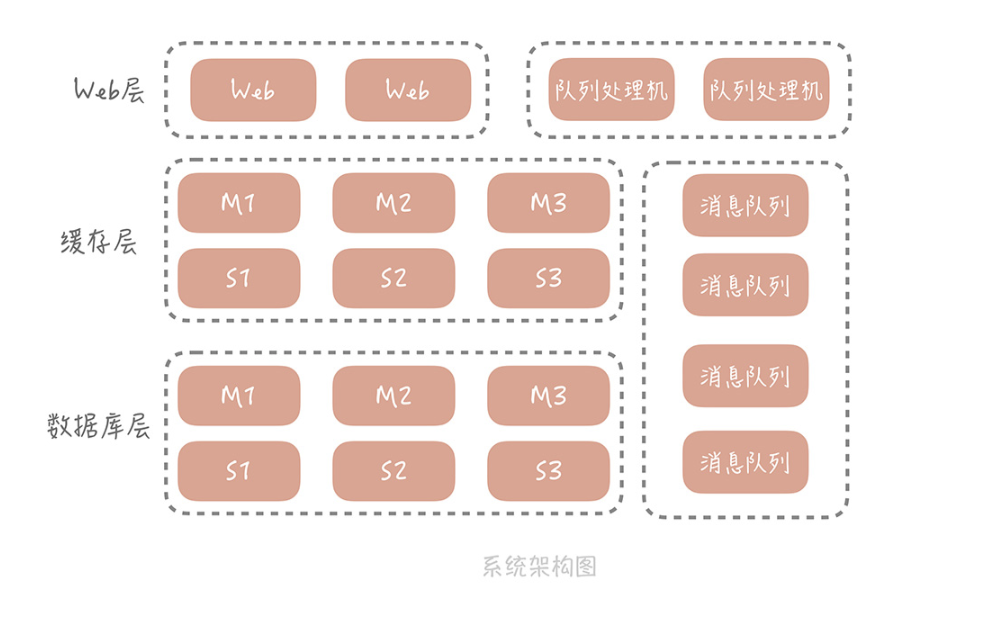 Web层
Web
Web
队列处理机
队列处理机
缓存层
M1
M2
M3
S1
S2
S3
消息队列
消息队列
消息队列
消息队列
数据库层
M1
M2
M3
S1
S2
S3
系统架构图